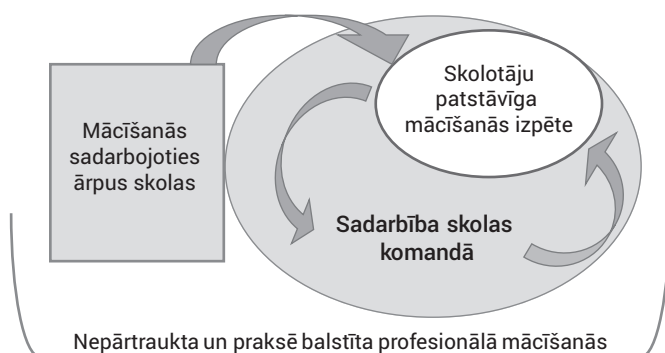 Mācīšanās
sadarbojoties
ārpus skolas
Skolotāju
patstāvīga
mācīšanās izpēte
Sadarbība skolas
komandā
Nepārtraukta un praksē balstīta profesionālā mācīšanās